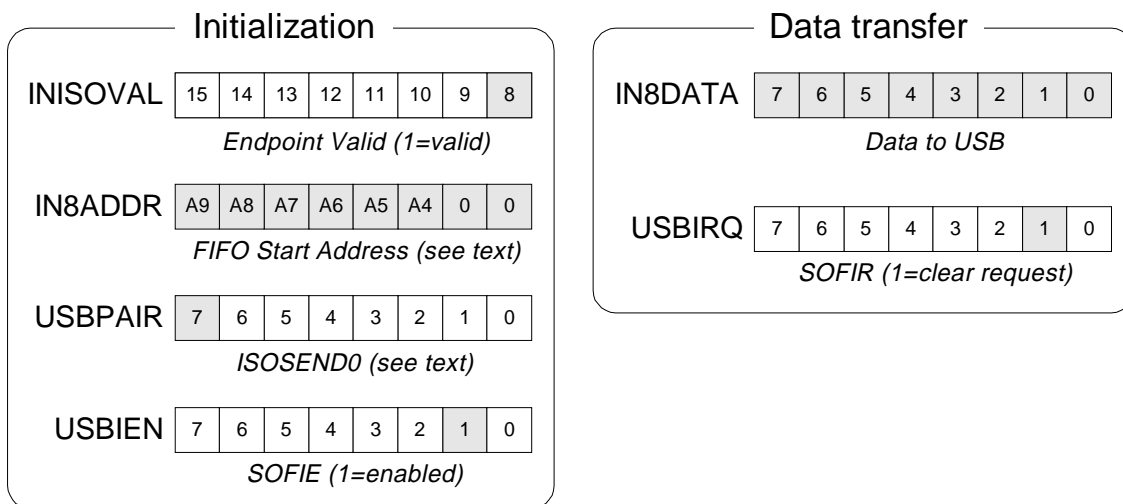 Initialization
INISOVAL 15 14 13 12 11 10 9 8
Endpoint Valid (1=valid)
IN8ADDR A9 A8 A7 A6 A5 A4 0 0
FIFO Start Address (see text)
USBPAIR 7 6 5 4 3 2 1 0
ISOSEND0 (see text)
USBIEN 7 6 5 4 3 2 1 0
SOFIE (1=enabled)
Data transfer
IN8DATA 7 6 5 4 3 2 1 0
Data to USB
USBIRQ 7 6 5 4 3 2 1 0
SOFIR (1=clear request)